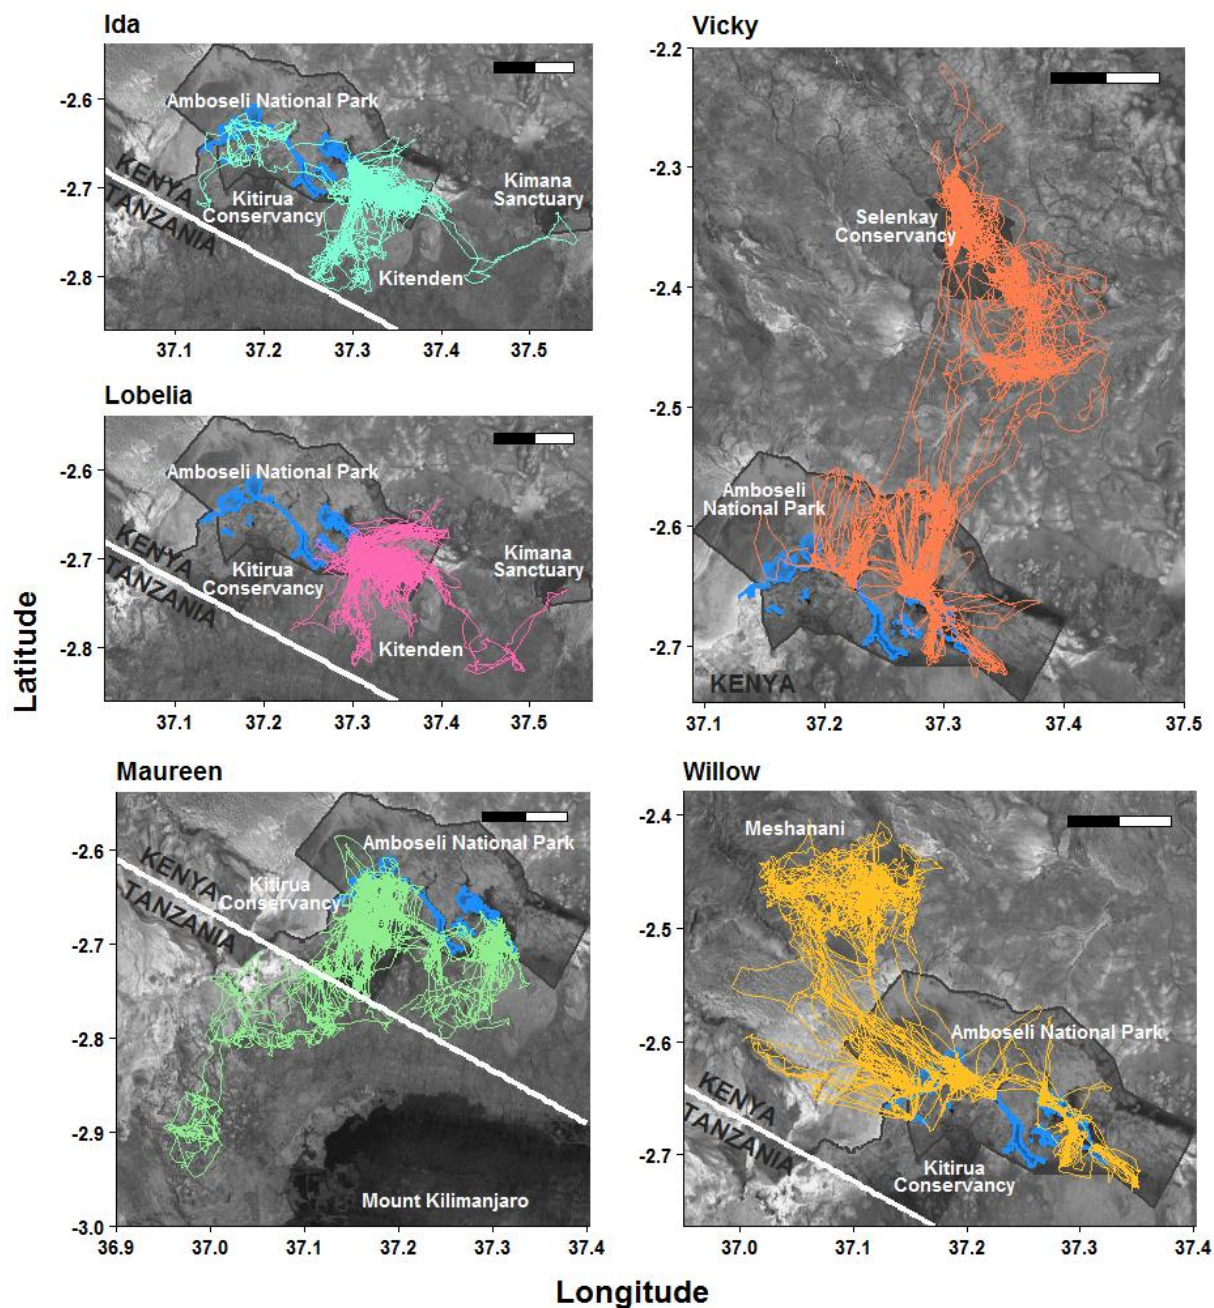 Ida
Amboseli National Park
-2.6
-2.7
-2.8
KENYA
TANZANIA
Kitirua
Conservancy
Kimana
Sanctuary
Kitenden
37.1 37.2 37.3 37.4 37.5
Vicky
-2.2
-2.3
-2.4
-2.5
-2.6
-2.7
Selenkay
Conservancy
Amboseli
National Park
KENYA
37.1 37.2 37.3 37.4 37.5
Lobelia
Amboseli National Park
-2.6
-2.7
-2.8
KENYA
TANZANIA
Kitirua
Conservancy
Kimana
Sanctuary
Kitenden
37.1 37.2 37.3 37.4 37.5
Latitude
Maureen
Amboseli National Park
-2.6
-2.7
-2.8
-2.9
-3.0
KENYA
TANZANIA
Kitirua
Conservancy
Mount Kilimanjaro
36.9 37.0 37.1 37.2 37.3 37.4
Willow
-2.4
-2.5
-2.6
-2.7
Meshanani
Amboseli National Park
KENYA
TANZANIA
Kitirua
Conservancy
37.0 37.1 37.2 37.3 37.4
Longitude